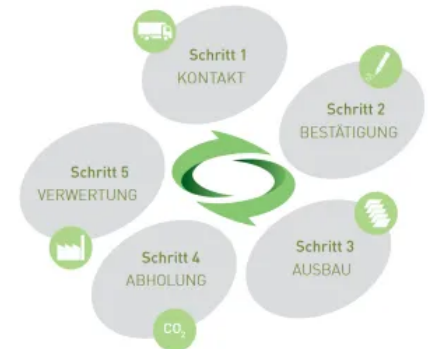 Schritt 1
KONTAKT
Schritt 2
BESTÄTIGUNG
Schritt 3
AUSBAU
Schritt 4
ABHOLUNG
CO₂
Schritt 5
VERWERTUNG